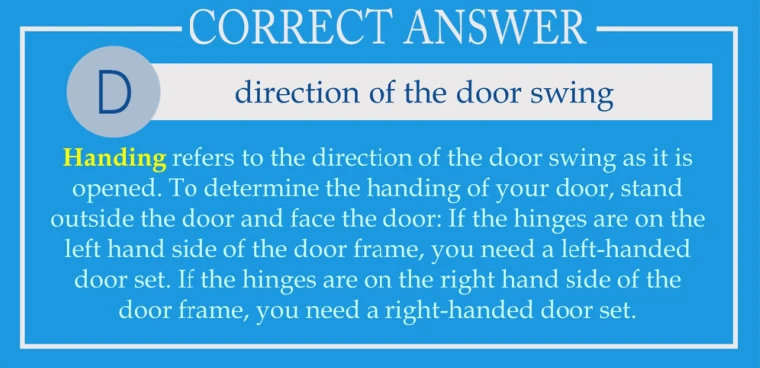 CORRECT ANSWER
D
direction of the door swing
Handing refers to the direction of the door swing as it is
opened. To determine the handing of your door, stand
outside the door and face the door: If the hinges are on the
left hand side of the door frame, you need a left-handed
door set. If the hinges are on the right hand side of the
door frame, you need a right-handed door set.